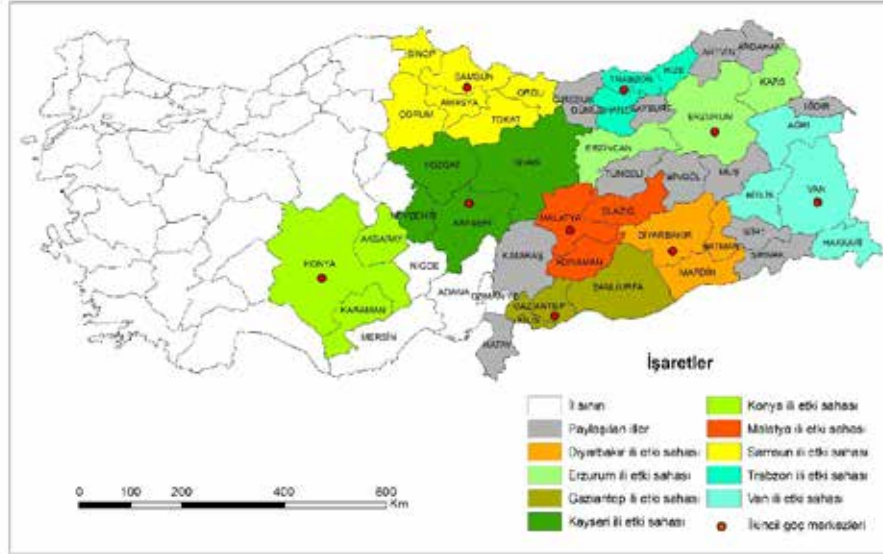 SİNOP
SAMSUN
ORDU
AMASYA
ÇORUM
TOKAT
GİRESUN
TRABZON
RİZE
ARTVİN
ARDAHAN
KARS
ERZURUM
IĞDIR
AĞRI
ERZİNCAN
YOZGAT
SİVAS
TUNCELİ
BİNGÖL
MUŞ
BİTLİS
VAN
NEVŞEHİR
KAYSERİ
MALATYA
ELAZIĞ
DİYARBAKIR
BATMAN
SİİRT
ŞIRNAK
HAKKARİ
AKSARAY
KONYA
NİĞDE
K.MARAŞ
ADIYAMAN
MARDİN
ADANA
OSMANİYE
GAZİANTEP
ŞANLIURFA
KARAMAN
KİLİS
MERSİN
HATAY
İşaretler
İl sınırı
Paylaşılan iller
Diyarbakır ili etki sahası
Erzurum ili etki sahası
Gaziantep ili etki sahası
Kayseri ili etki sahası
Konya ili etki sahası
Malatya ili etki sahası
Samsun ili etki sahası
Trabzon ili etki sahası
Van ili etki sahası
İkincil göç merkezleri
0 100 200 400 600
Km